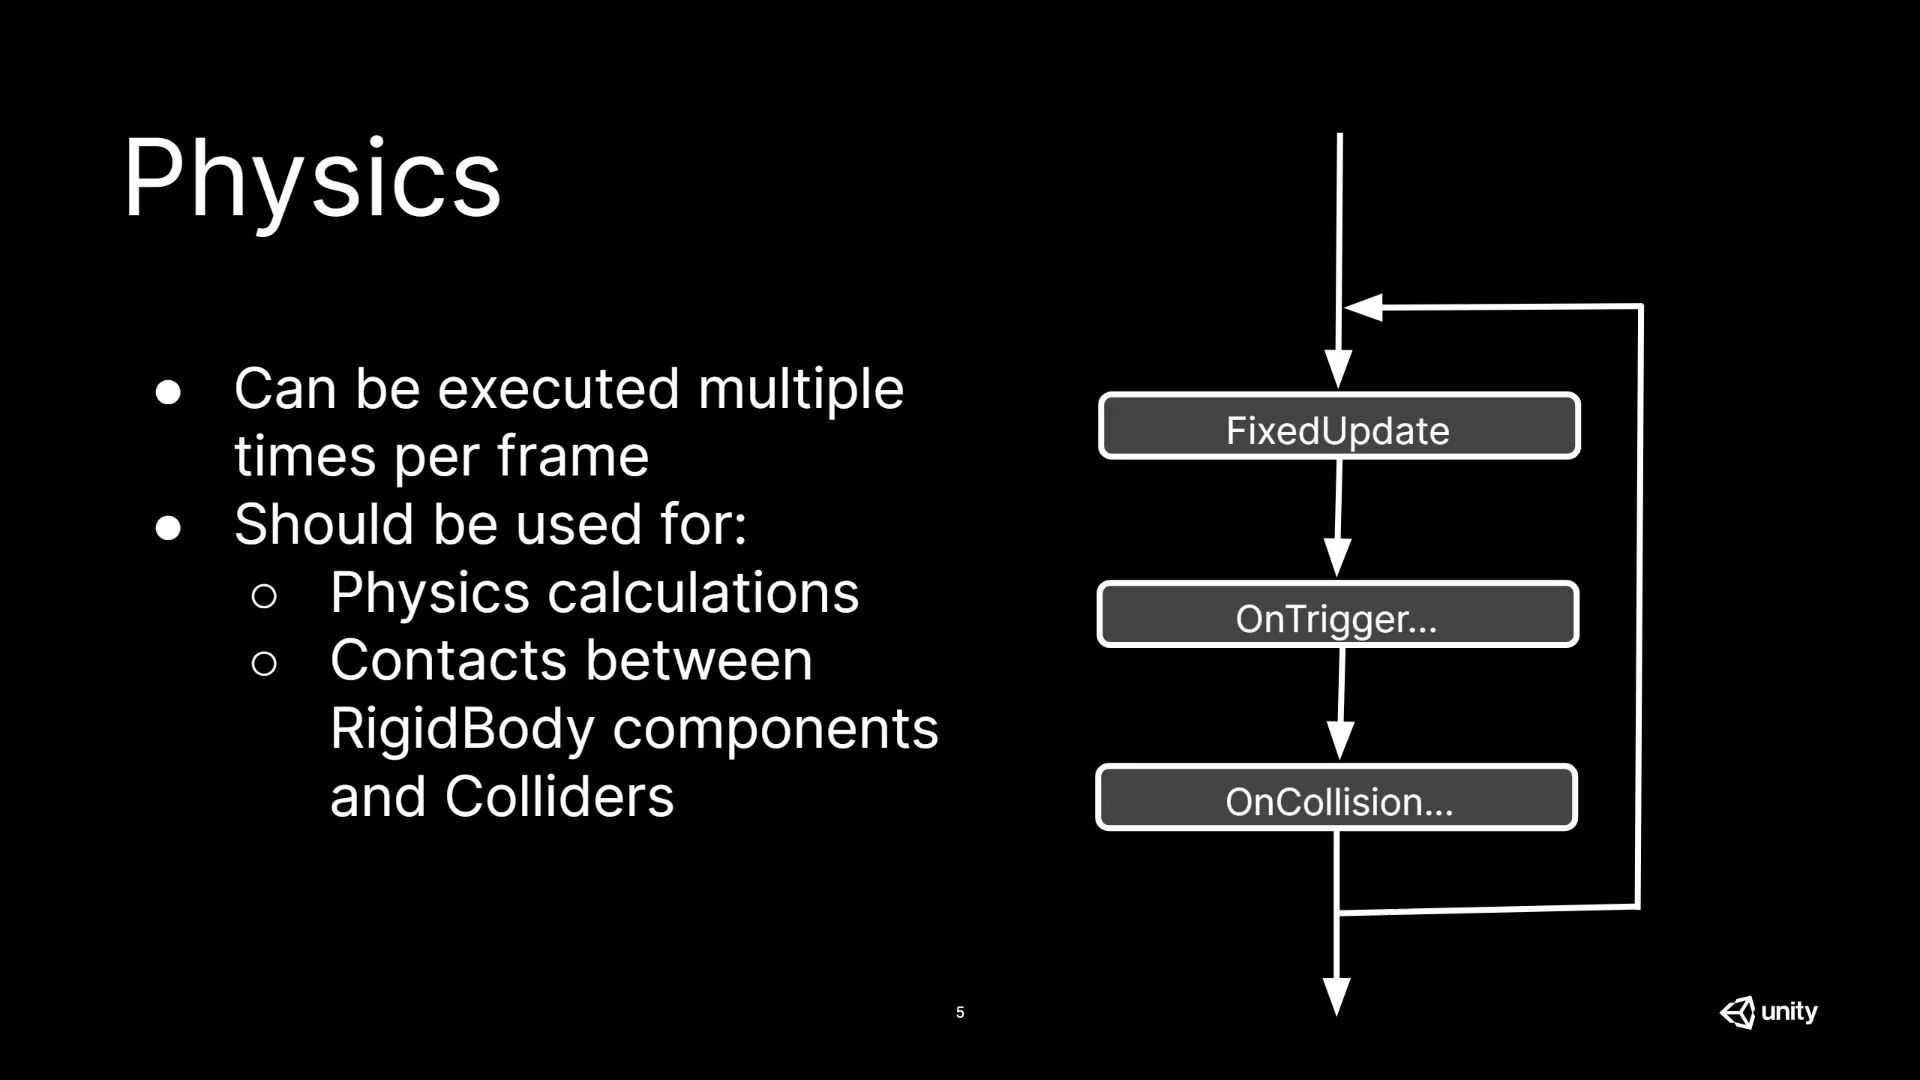 Physics
● Can be executed multiple
times per frame
● Should be used for:
○ Physics calculations
○ Contacts between
RigidBody components
and Colliders
FixedUpdate
OnTrigger...
OnCollision...
5
unity